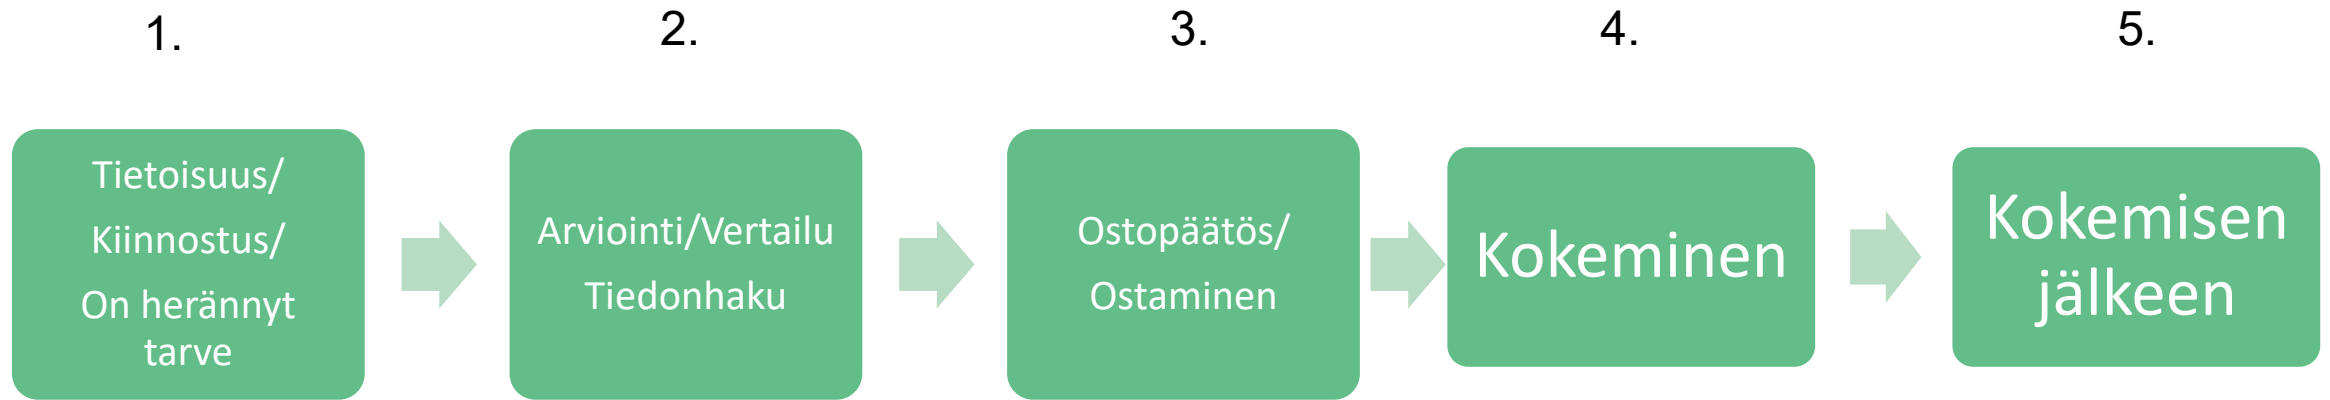 1.
2.
3.
4.
5.
Tietoisuus/
Kiinnostus/
On herännyt
tarve
Arviointi/Vertailu
Tiedonhaku
Ostopäätös/
Ostaminen
Kokeminen
Kokemisen
jälkeen